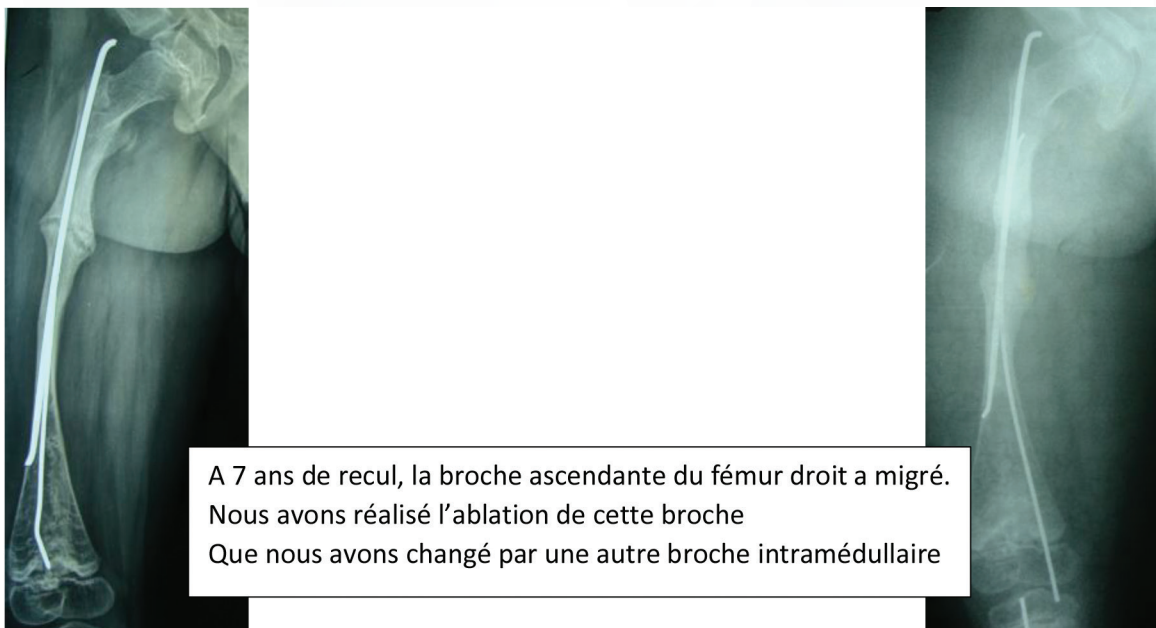 A 7 ans de recul, la broche ascendante du fémur droit a migré.
Nous avons réalisé l’ablation de cette broche
Que nous avons changé par une autre broche intramédullaire